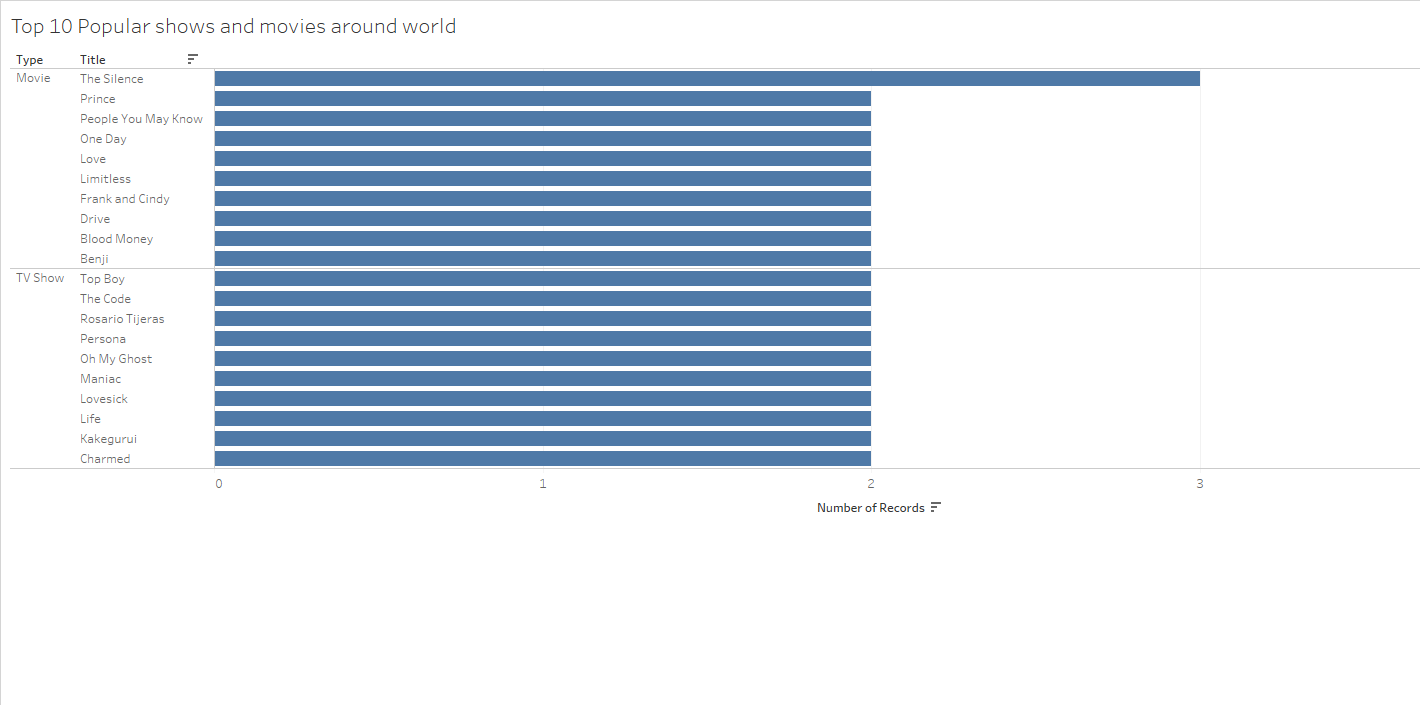 Top 10 Popular shows and movies around world
Type Title
Movie The Silence
Prince
People You May Know
One Day
Love
Limitless
Frank and Cindy
Drive
Blood Money
Benji
TV Show Top Boy
The Code
Rosario Tijeras
Persona
Oh My Ghost
Maniac
Lovesick
Life
Kakegurui
Charmed
0 1 2 3
Number of Records